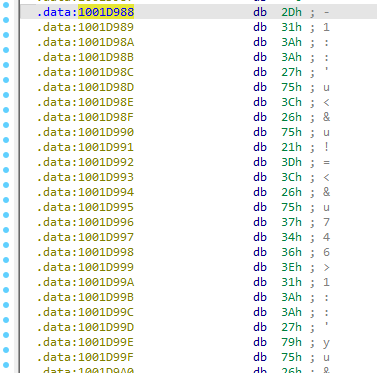 .data:1001D988 db 2Dh ; -
.data:1001D989 db 31h ; 1
.data:1001D98A db 3Ah ; :
.data:1001D98B db 3Ah ; :
.data:1001D98C db 27h ; '
.data:1001D98D db 75h ; u
.data:1001D98E db 3Ch ; <
.data:1001D98F db 26h ; &
.data:1001D990 db 75h ; u
.data:1001D991 db 21h ; !
.data:1001D992 db 3Dh ; =
.data:1001D993 db 3Ch ; <
.data:1001D994 db 26h ; &
.data:1001D995 db 75h ; u
.data:1001D996 db 37h ; 7
.data:1001D997 db 34h ; 4
.data:1001D998 db 36h ; 6
.data:1001D999 db 3Eh ; >
.data:1001D99A db 31h ; 1
.data:1001D99B db 3Ah ; :
.data:1001D99C db 3Ah ; :
.data:1001D99D db 27h ; '
.data:1001D99E db 79h ; y
.data:1001D99F db 75h ; u
.data:1001D9A0 db 26h ; &